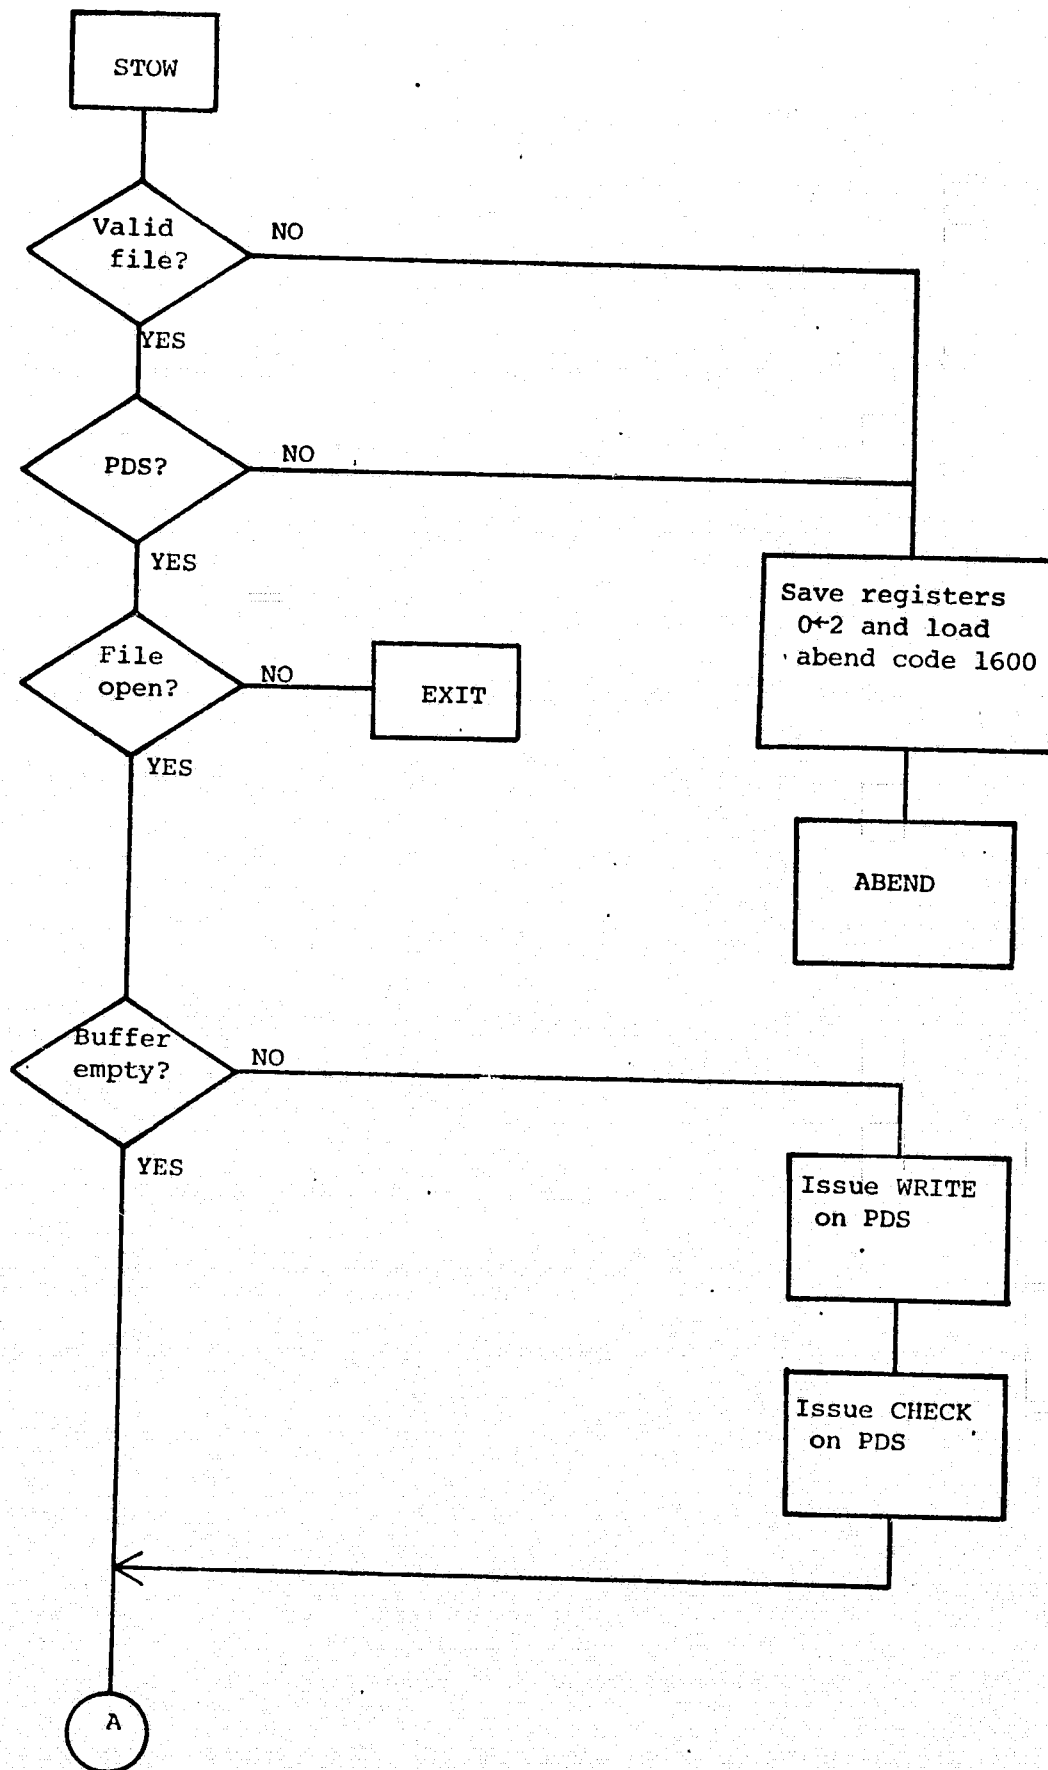 STOW
Valid
file?
NO
YES
PDS?
NO
YES
Save registers
0←2 and load
abend code 1600
File
open?
NO
EXIT
YES
ABEND
Buffer
empty?
NO
YES
Issue WRITE
on PDS
Issue CHECK
on PDS
A